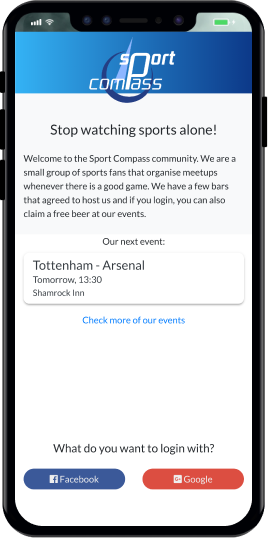 sport
compass
Stop watching sports alone!
Welcome to the Sport Compass community. We are a
small group of sports fans that organise meetups
whenever there is a good game. We have a few bars
that agreed to host us and if you login, you can also
claim a free beer at our events.
Our next event:
Tottenham - Arsenal
Tomorrow, 13:30
Shamrock Inn
Check more of our events
What do you want to login with?
Facebook
Google